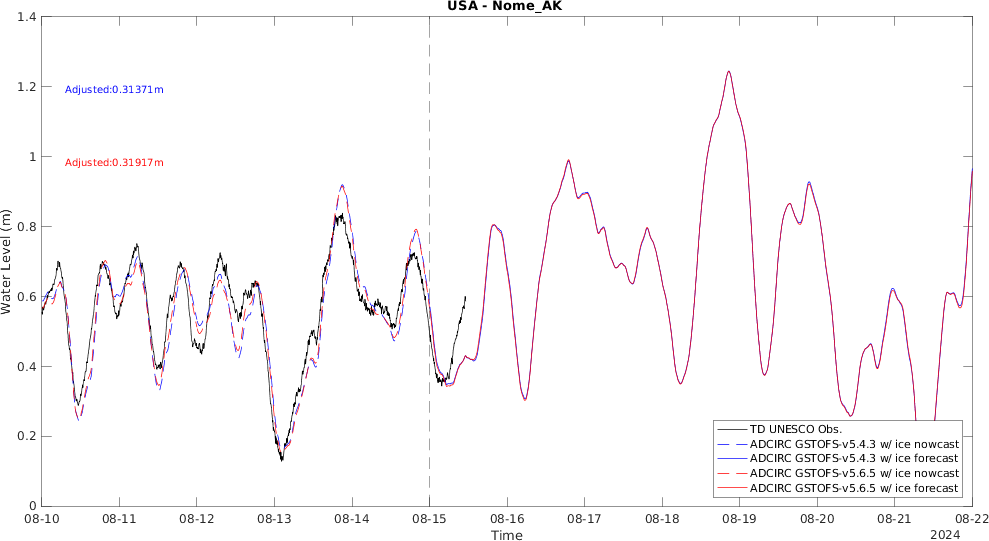 USA - Nome_AK
1.4
1.2
1
0.8
0.6
0.4
0.2
0
Water Level (m)
Adjusted:0.31371m
Adjusted:0.31917m
TD UNESCO Obs.
ADCIRC GSTOFS-v5.4.3 w/ ice nowcast
ADCIRC GSTOFS-v5.4.3 w/ ice forecast
ADCIRC GSTOFS-v5.6.5 w/ ice nowcast
ADCIRC GSTOFS-v5.6.5 w/ ice forecast
08-10 08-11 08-12 08-13 08-14 08-15 08-16 08-17 08-18 08-19 08-20 08-21 08-22
Time
2024